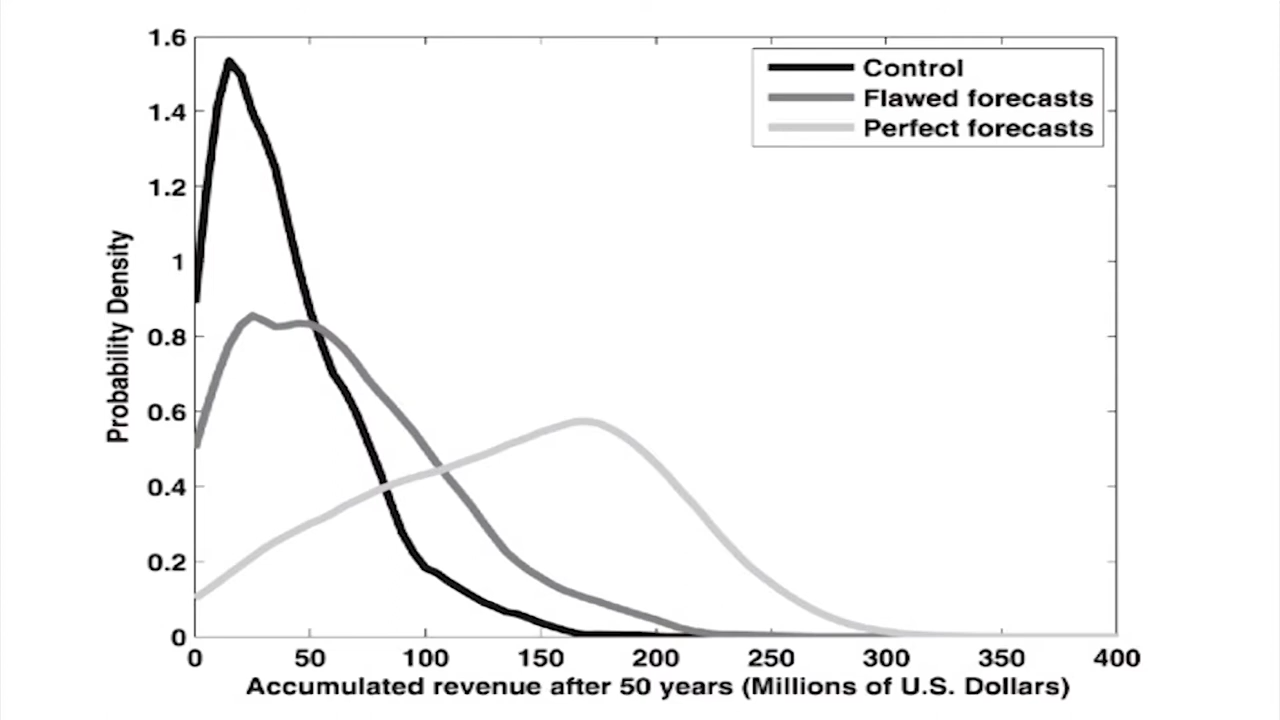 1.6
1.4
1.2
1
0.8
0.6
0.4
0.2
0
Probability Density
Control
Flawed forecasts
Perfect forecasts
0 50 100 150 200 250 300 350 400
Accumulated revenue after 50 years (Millions of U.S. Dollars)